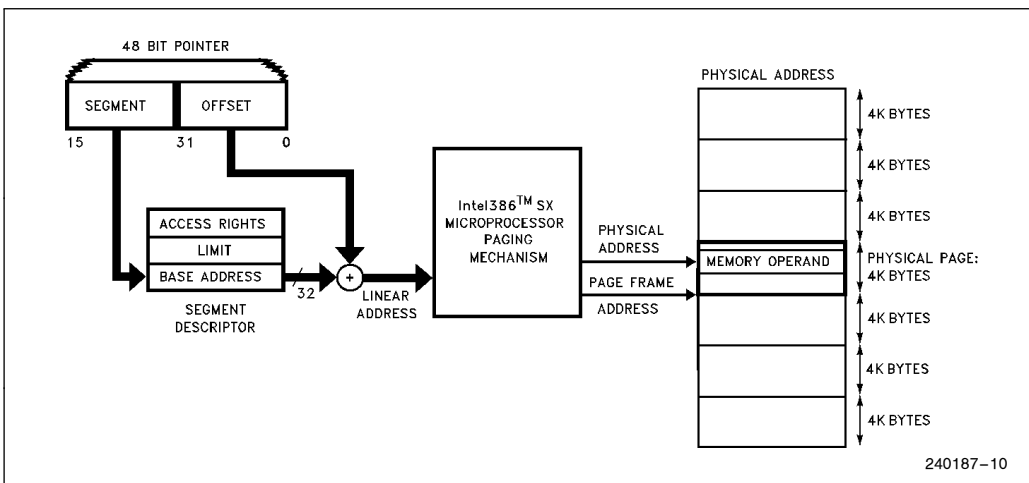 48 BIT POINTER
SEGMENT OFFSET
15 31 0
ACCESS RIGHTS
LIMIT
BASE ADDRESS
SEGMENT
DESCRIPTOR
32
+
LINEAR
ADDRESS
Intel386™ SX
MICROPROCESSOR
PAGING
MECHANISM
PHYSICAL
ADDRESS
PAGE FRAME
ADDRESS
PHYSICAL ADDRESS
4K BYTES
4K BYTES
4K BYTES
MEMORY OPERAND
PHYSICAL PAGE:
4K BYTES
4K BYTES
4K BYTES
4K BYTES
240187–10